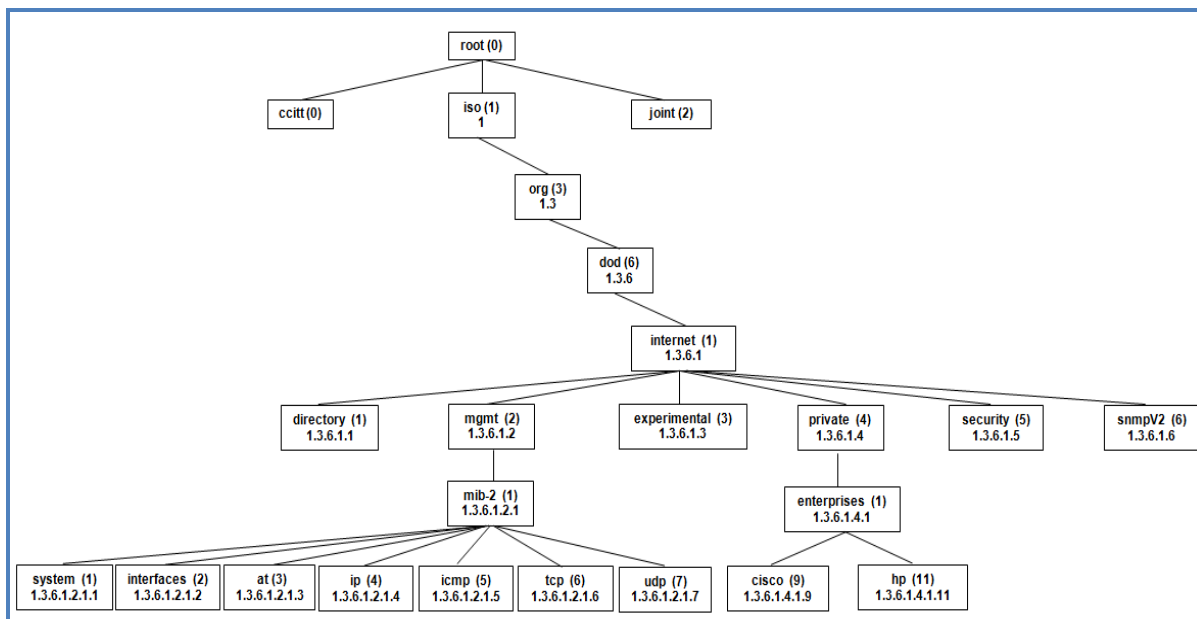 root (0)
ccitt (0)
iso (1)
1
joint (2)
org (3)
1.3
dod (6)
1.3.6
internet (1)
1.3.6.1
directory (1)
1.3.6.1.1
mgmt (2)
1.3.6.1.2
experimental (3)
1.3.6.1.3
private (4)
1.3.6.1.4
security (5)
1.3.6.1.5
snmpV2 (6)
1.3.6.1.6
mib-2 (1)
1.3.6.1.2.1
enterprises (1)
1.3.6.1.4.1
system (1)
1.3.6.1.2.1.1
interfaces (2)
1.3.6.1.2.1.2
at (3)
1.3.6.1.2.1.3
ip (4)
1.3.6.1.2.1.4
icmp (5)
1.3.6.1.2.1.5
tcp (6)
1.3.6.1.2.1.6
udp (7)
1.3.6.1.2.1.7
cisco (9)
1.3.6.1.4.1.9
hp (11)
1.3.6.1.4.1.11